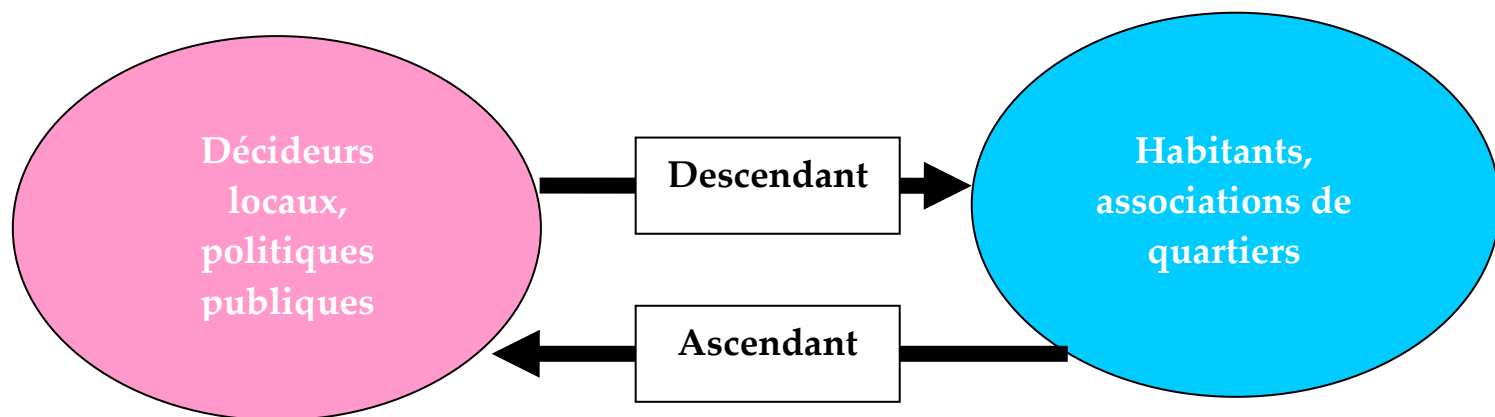 Décideurs
locaux,
politiques
publiques
Descendant
Ascendant
Habitants,
associations de
quartiers